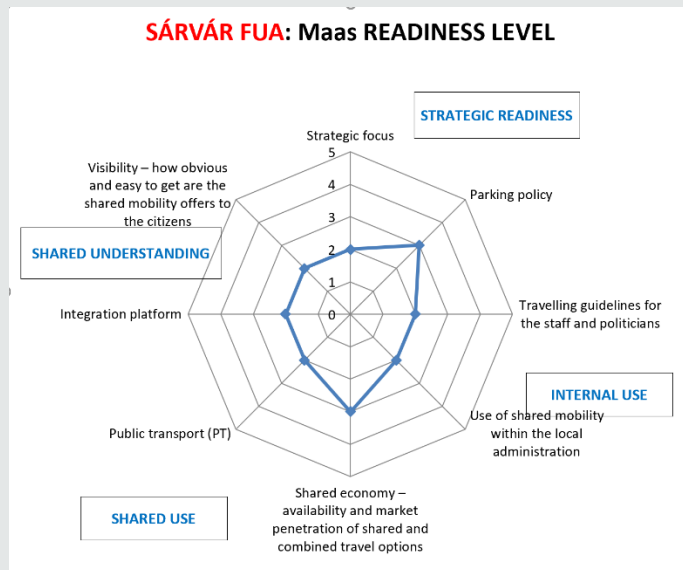 SÁRVÁR FUA: Maas READINESS LEVEL
STRATEGIC READINESS
Strategic focus
5
4
3
2
1
0
Visibility – how obvious
and easy to get are the
shared mobility offers to
the citizens
Parking policy
SHARED UNDERSTANDING
Integration platform
Travelling guidelines for
the staff and politicians
INTERNAL USE
Use of shared mobility
within the local
administration
Public transport (PT)
Shared economy –
availability and market
penetration of shared and
combined travel options
SHARED USE